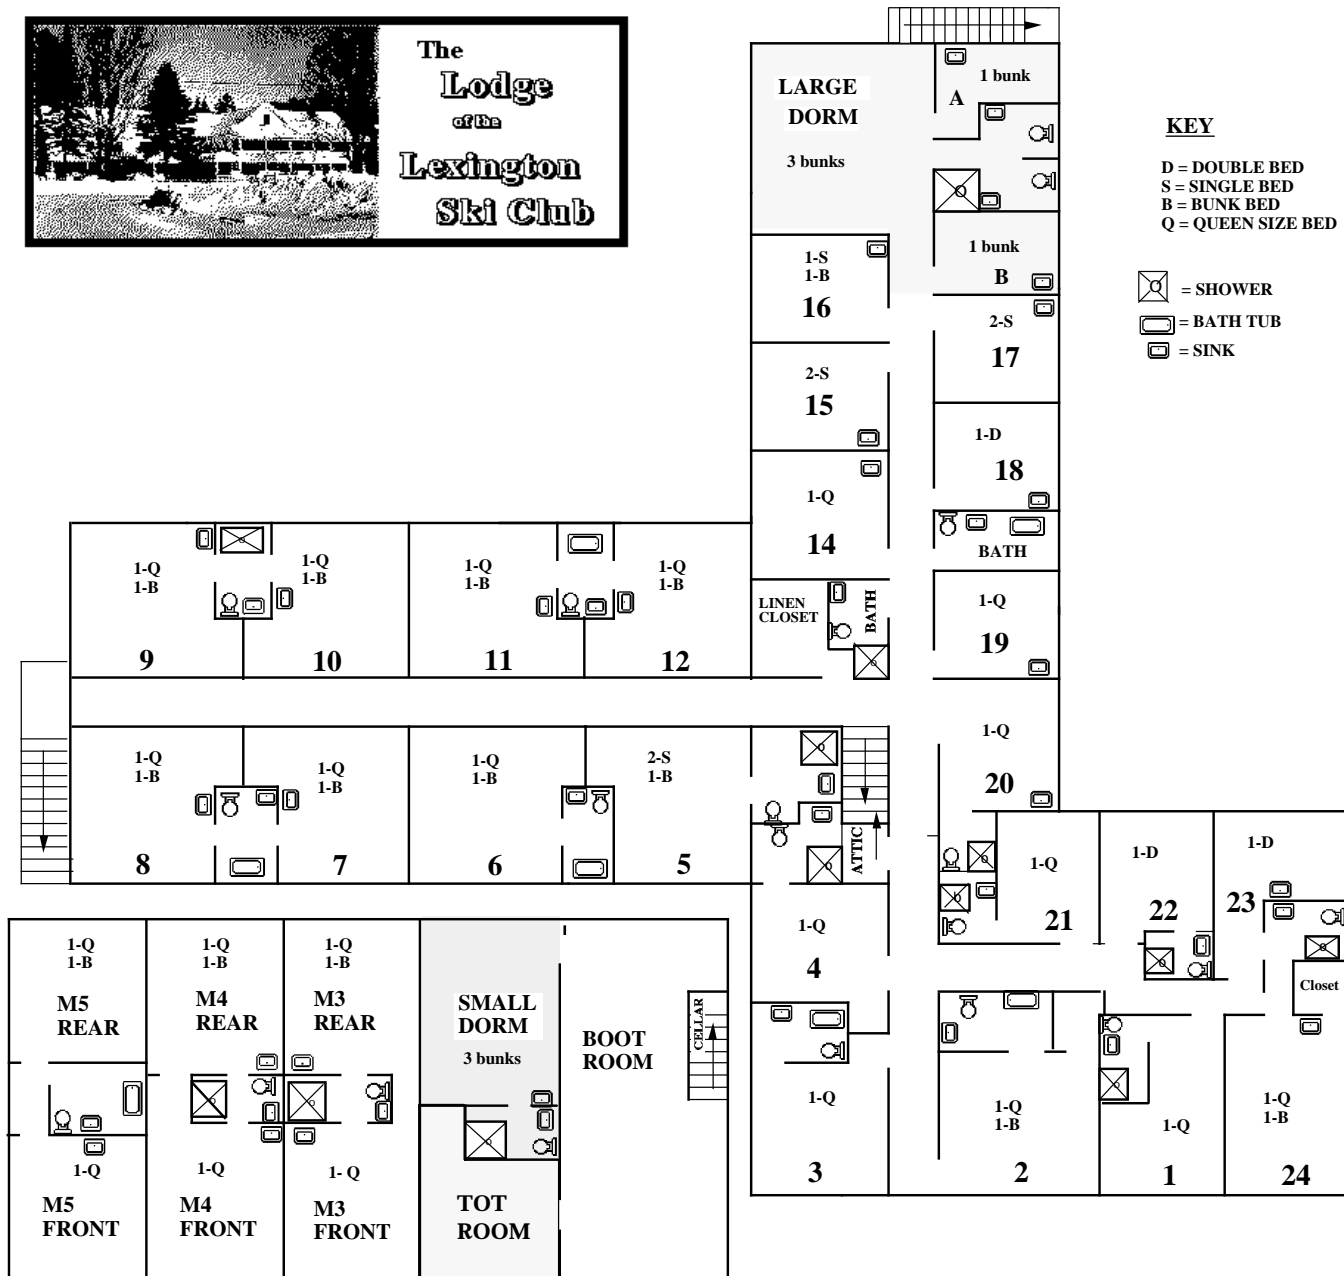 The
Lodge
of the
Lexington
Ski Club
LARGE
DORM
3 bunks
1 bunk
A
1 bunk
B
KEY
D = DOUBLE BED
S = SINGLE BED
B = BUNK BED
Q = QUEEN SIZE BED
= SHOWER
= BATH TUB
= SINK
1-S
1-B
16
2-S
17
2-S
15
1-D
18
1-Q
14
BATH
LINEN
CLOSET
BATH
1-Q
19
1-Q
1-B
9
1-Q
1-B
10
1-Q
1-B
11
1-Q
1-B
12
1-Q
1-B
8
1-Q
1-B
7
1-Q
1-B
6
2-S
1-B
5
ATTIC
1-Q
20
1-Q
21
1-D
22
1-D
23
Closet
1-Q
4
1-Q
3
1-Q
1-B
2
1-Q
1
1-Q
1-B
24
1-Q
1-B
M5
REAR
1-Q
1-B
M4
REAR
1-Q
1-B
M3
REAR
SMALL
DORM
3 bunks
BOOT
ROOM
CELLAR
1-Q
M5
FRONT
1-Q
M4
FRONT
1- Q
M3
FRONT
TOT
ROOM